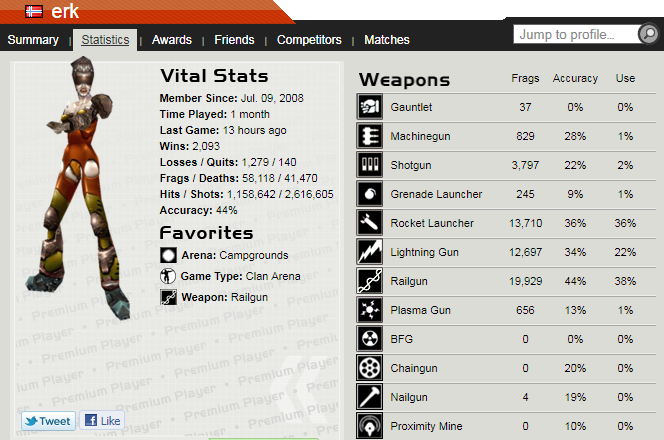 erk
Summary | Statistics | Awards | Friends | Competitors | Matches
Jump to profile...
Vital Stats
Member Since: Jul. 09, 2008
Time Played: 1 month
Last Game: 13 hours ago
Wins: 2,093
Losses / Quits: 1,279 / 140
Frags / Deaths: 58,118 / 41,470
Hits / Shots: 1,158,642 / 2,616,605
Accuracy: 44%
Favorites
Arena: Campgrounds
Game Type: Clan Arena
Weapon: Railgun
Premium Player
Tweet
Like
Weapons Frags Accuracy Use
Gauntlet 37 0% 0%
Machinegun 829 28% 1%
Shotgun 3,797 22% 2%
Grenade Launcher 245 9% 1%
Rocket Launcher 13,710 36% 36%
Lightning Gun 12,697 34% 22%
Railgun 19,929 44% 38%
Plasma Gun 656 13% 1%
BFG 0 0% 0%
Chaingun 0 20% 0%
Nailgun 4 19% 0%
Proximity Mine 0 10% 0%